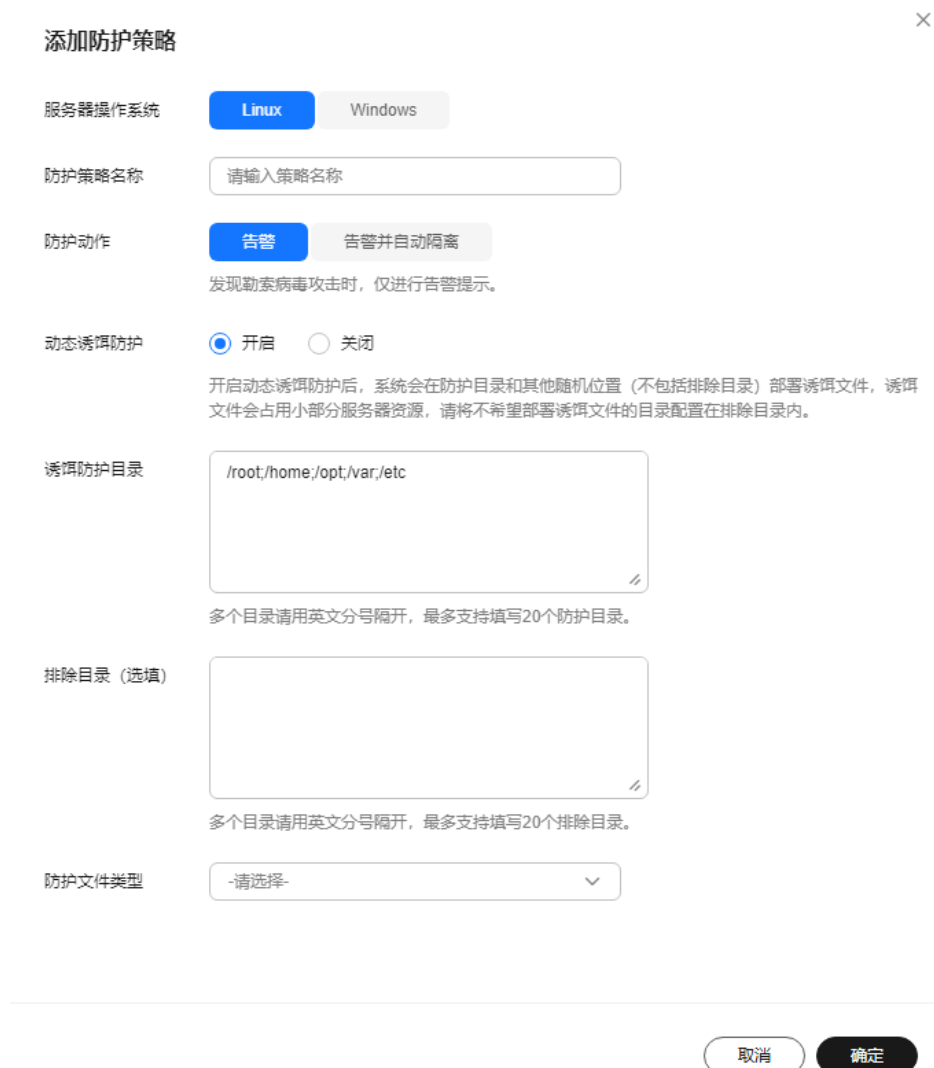 添加防护策略
服务器操作系统 Linux Windows
防护策略名称 请输入策略名称
防护动作 告警 告警并自动隔离
发现勒索病毒攻击时，仅进行告警提示。
动态诱饵防护 开启 关闭
开启动态诱饵防护后，系统会在防护目录和其他随机位置（不包括排除目录）部署诱饵文件，诱饵
文件会占用小部分服务器资源，请将不希望部署诱饵文件的目录配置在排除目录内。
诱饵防护目录 /root;/home;/opt;/var;/etc
多个目录请用英文分号隔开，最多支持填写20个防护目录。
排除目录（选填）
多个目录请用英文分号隔开，最多支持填写20个排除目录。
防护文件类型 -请选择-
取消 确定